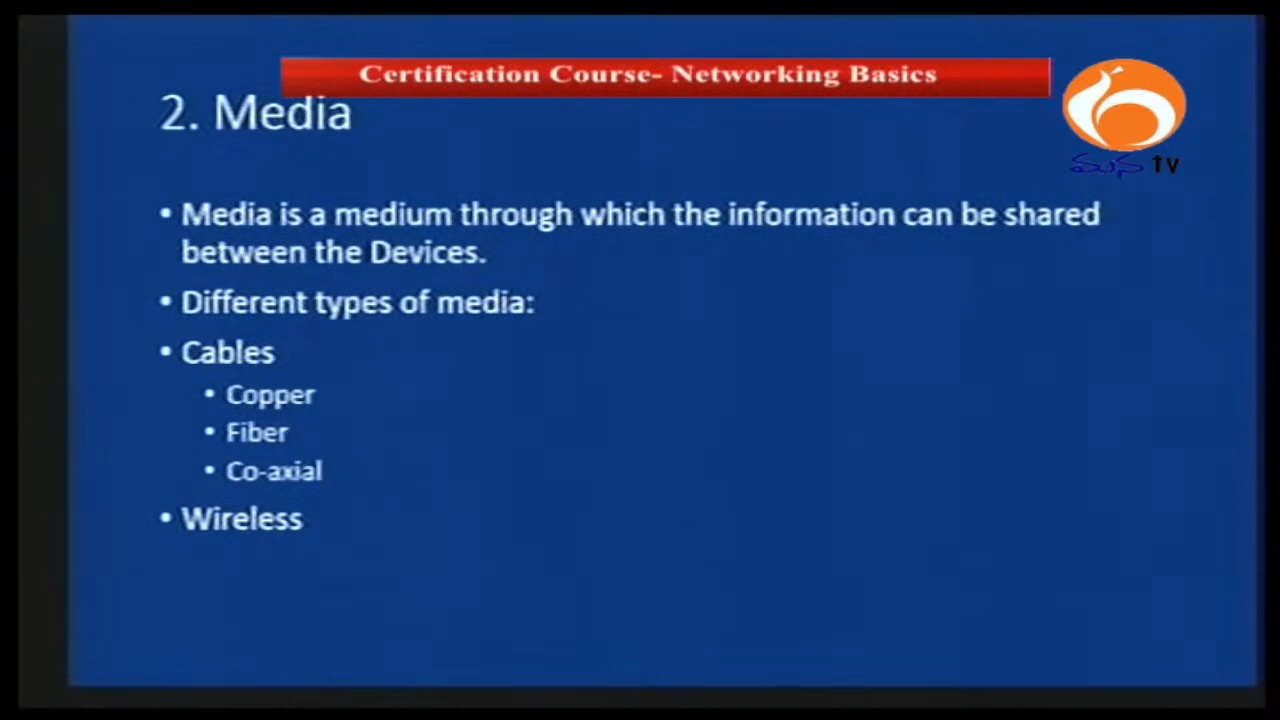 Certification Course- Networking Basics
2. Media
మన tv
• Media is a medium through which the information can be shared
between the Devices.
• Different types of media:
• Cables
• Copper
• Fiber
• Co-axial
• Wireless